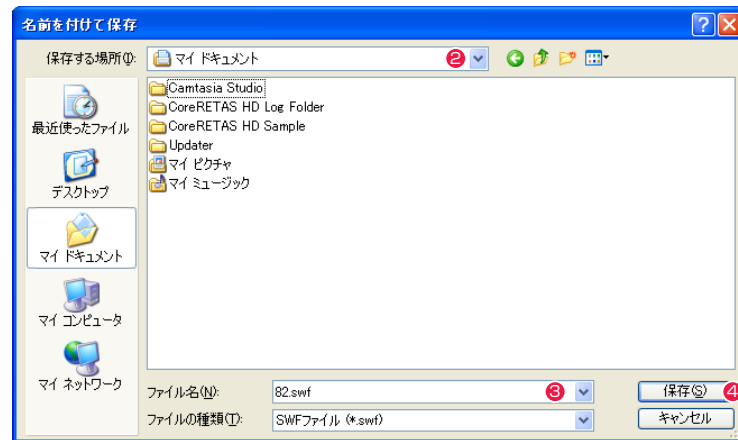 名前を付けて保存
保存する場所(I):
マイ ドキュメント
2
最近使ったファイル
デスクトップ
マイ ドキュメント
マイ コンピュータ
マイ ネットワーク
Camtasia Studio
CoreRETAS HD Log Folder
CoreRETAS HD Sample
Updater
マイ ピクチャ
マイ ミュージック
ファイル名(N):
82.swf
3
保存(S)
4
ファイルの種類(T):
SWFファイル (*.swf)
キャンセル